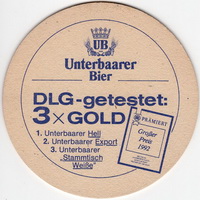 UB
Unterbaarer
Bier
DLG-getestet:
3x GOLD
1. Unterbaarer Hell
2. Unterbaarer Export
3. Unterbaarer
„Stammtisch
Weiße"
PRÄMIERT
Großer
Preis
1992